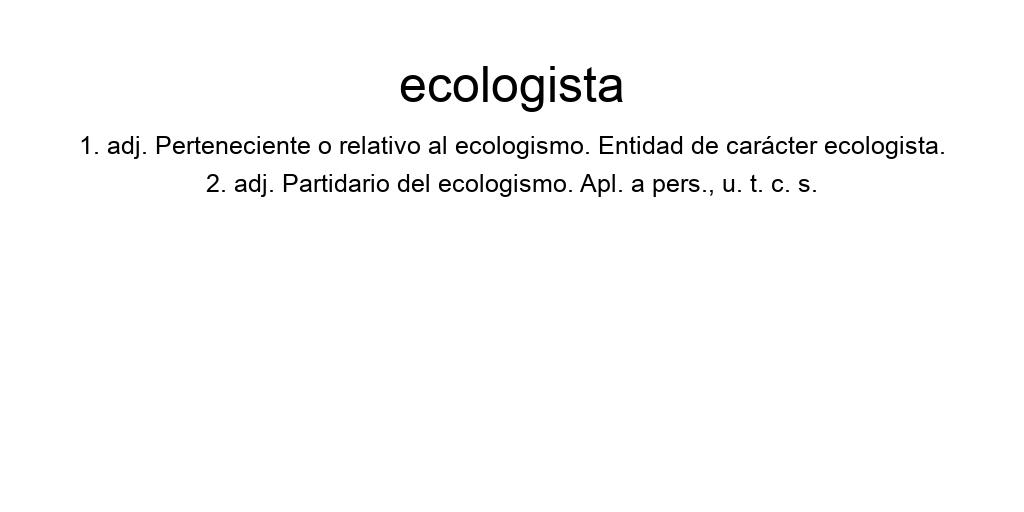 ecologista
1. adj. Perteneciente o relativo al ecologismo. Entidad de carácter ecologista.
2. adj. Partidario del ecologismo. Apl. a pers., u. t. c. s.